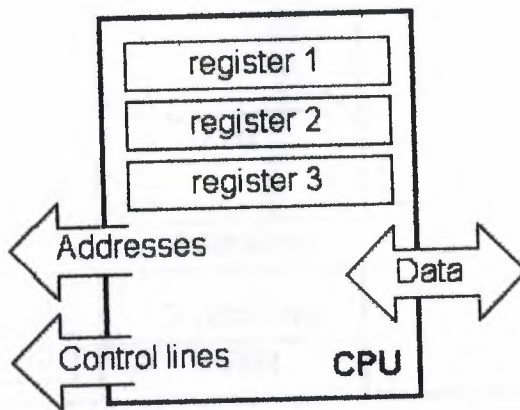 register 1
register 2
register 3
Addresses
Data
Control lines
CPU